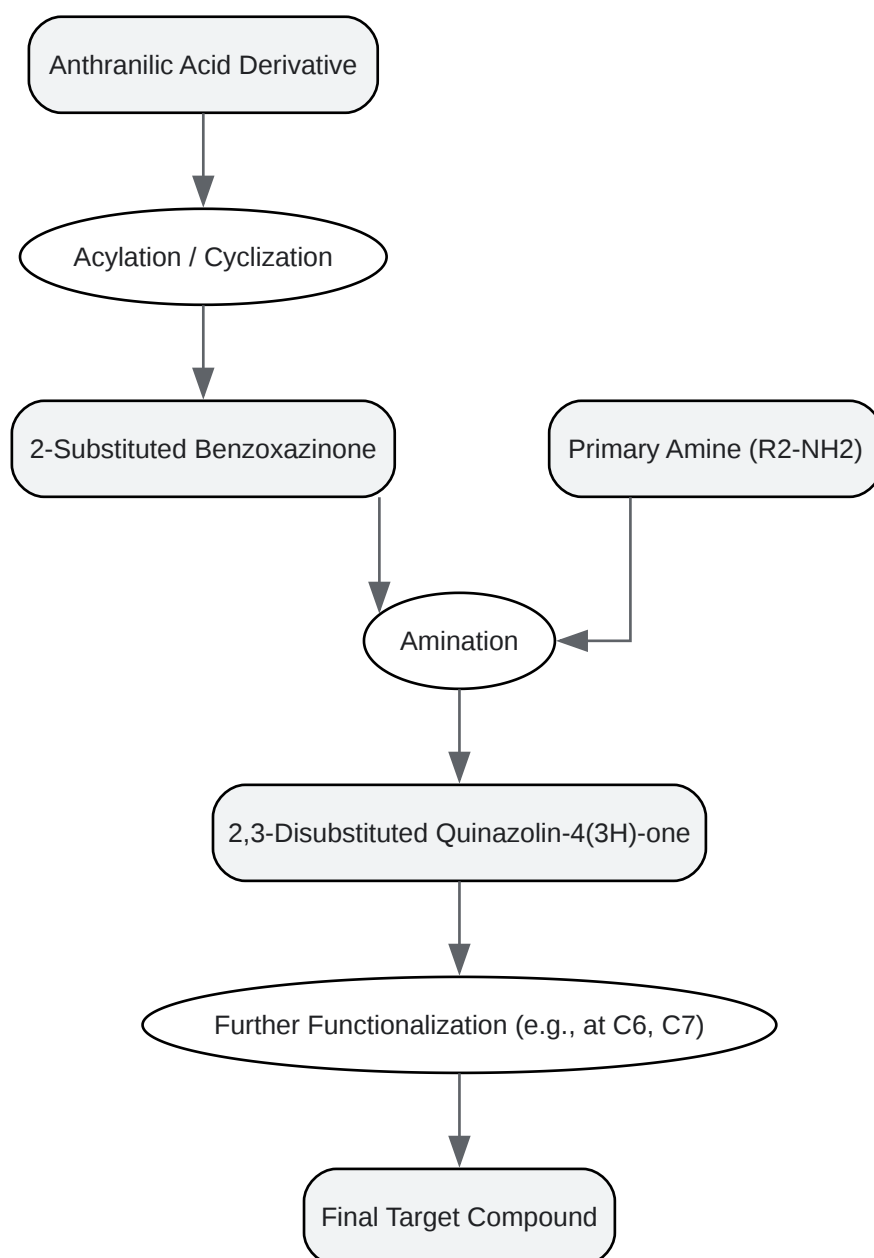 Anthranilic Acid Derivative
Acylation / Cyclization
2-Substituted Benzoxazinone
Primary Amine (R2-NH2)
Amination
2,3-Disubstituted Quinazolin-4(3H)-one
Further Functionalization (e.g., at C6, C7)
Final Target Compound